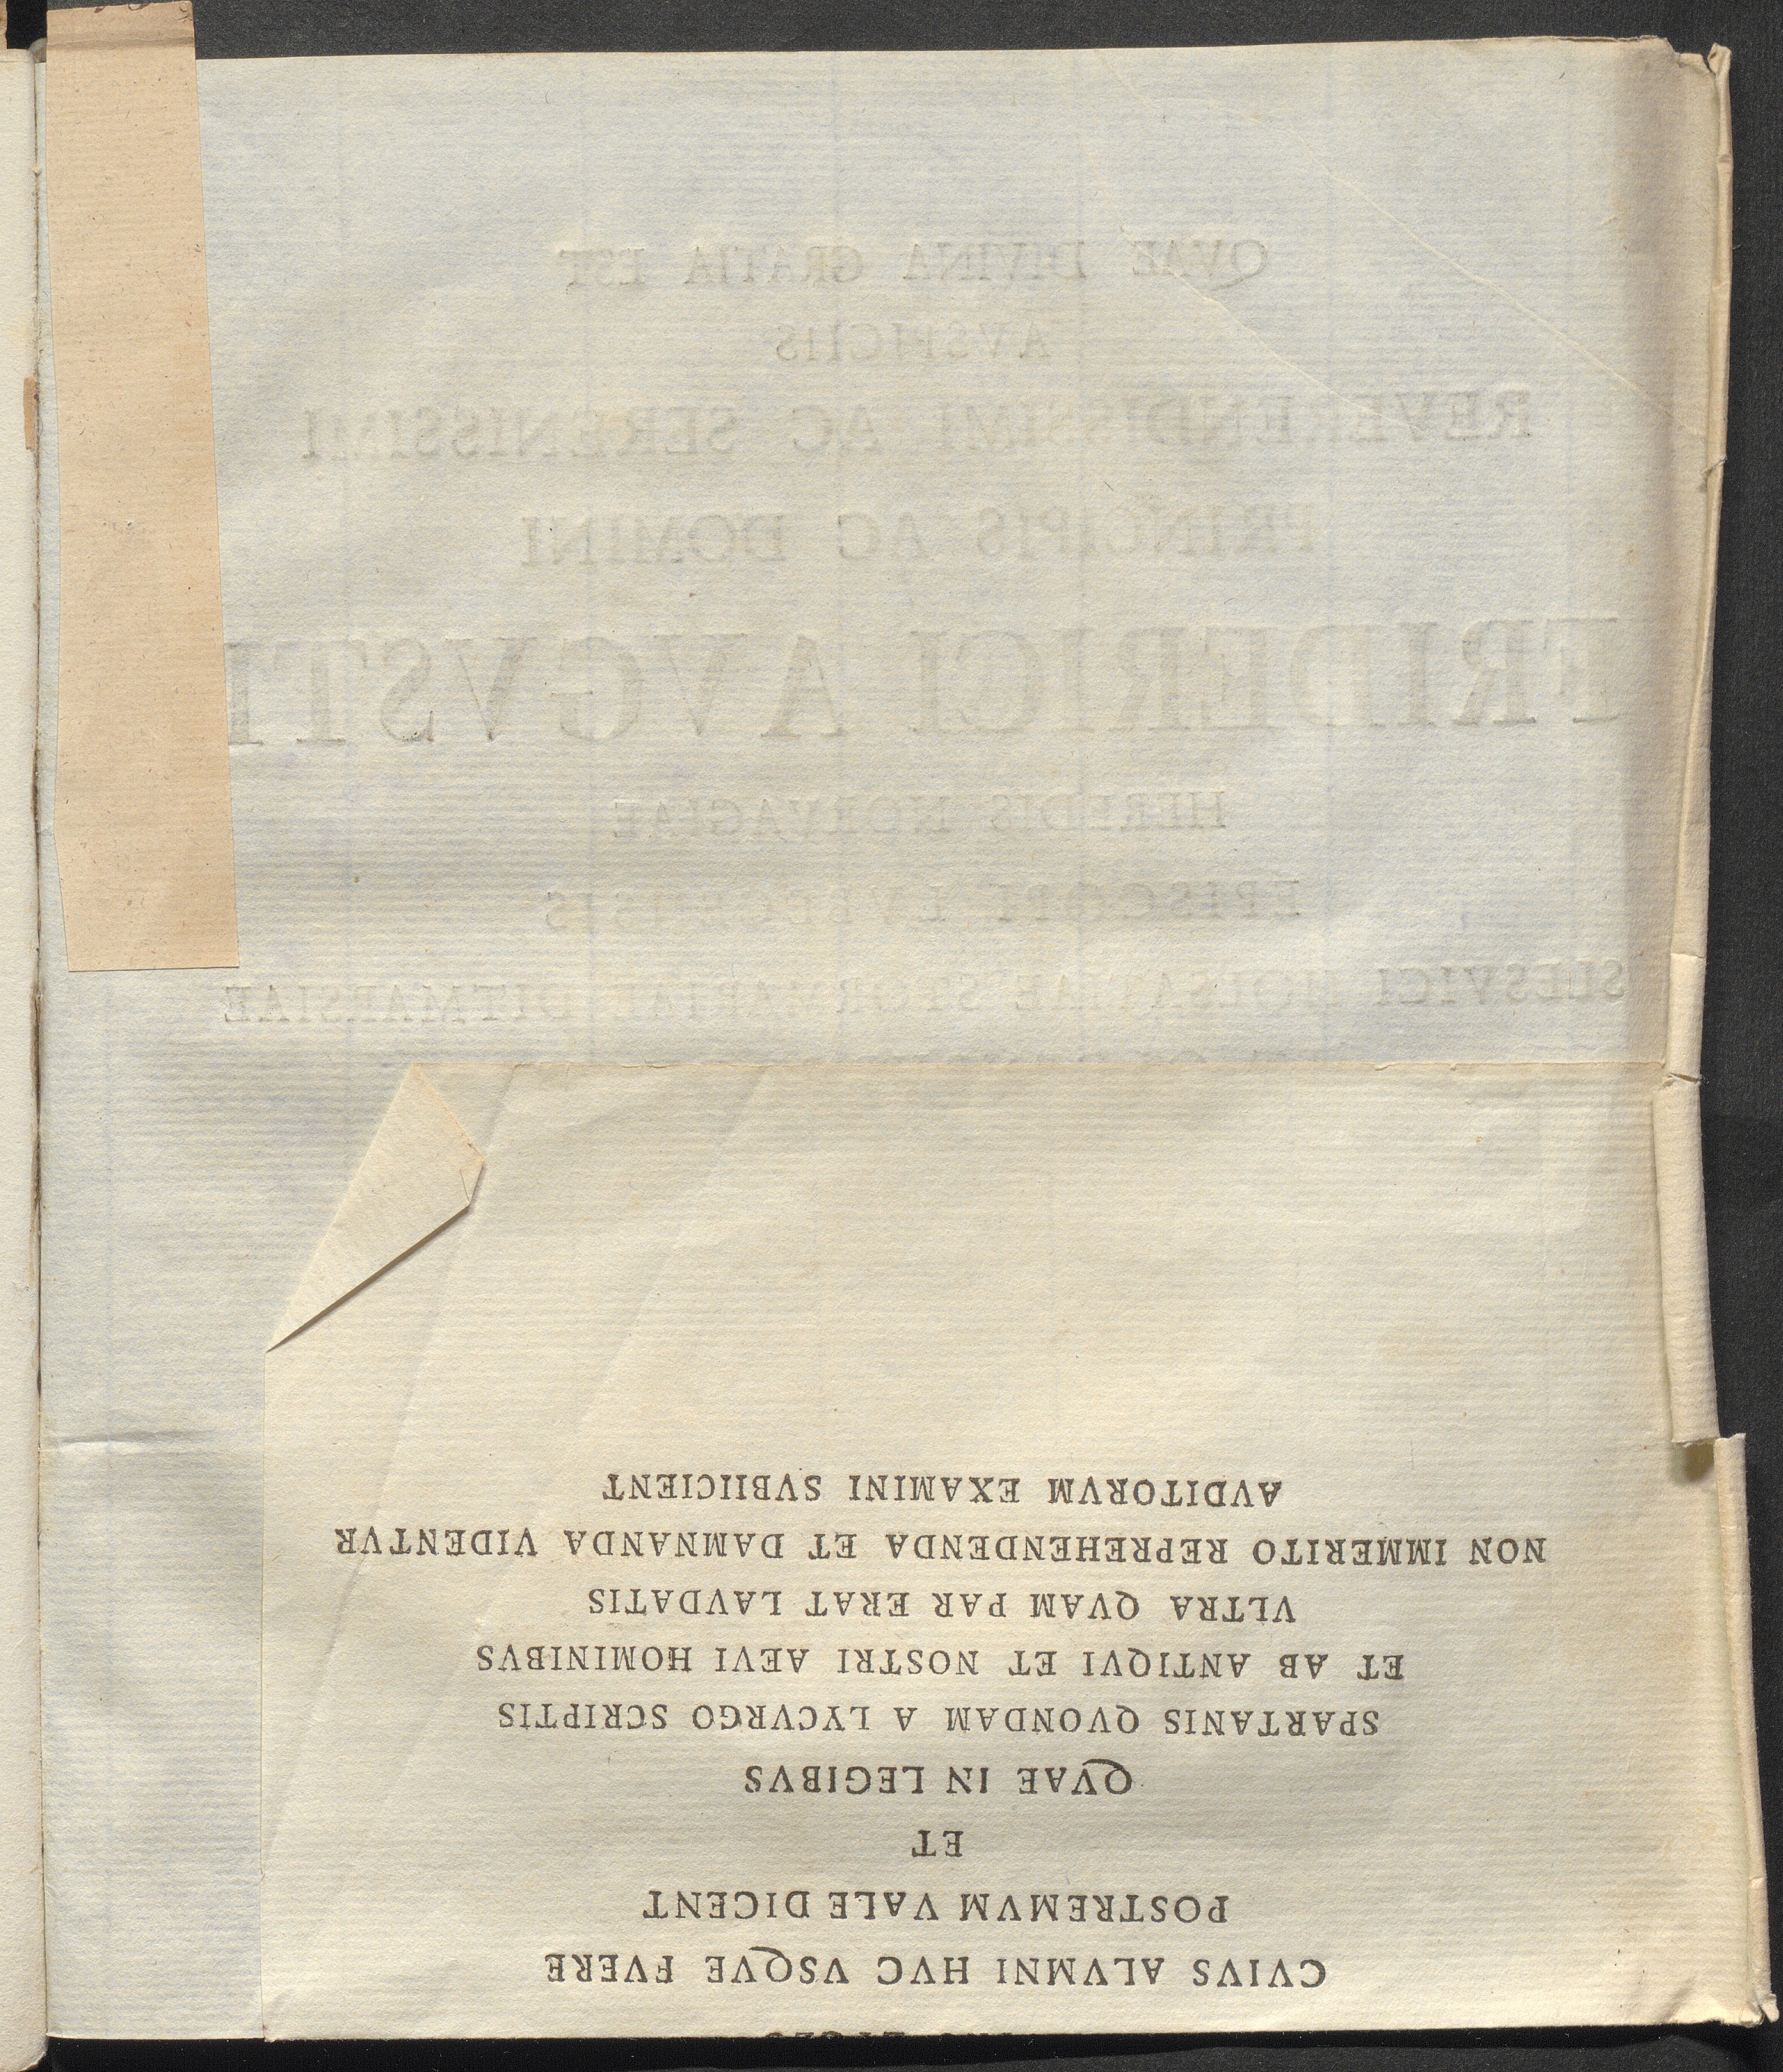 QVAE DIVINA GRATIA EST
AVSPICIIS
REVERENDISSIMI AC SERENISSIMI
PRINCIPIS AC DOMINI
FRIDERICI AVGVSTI
HEREDIS NORVAGIAE
EPISCOPI LVBECENSIS
SLESVICI HOLSATIAE STORMARIAE DITMARSIAE
CVIVS ALVMNI HVC VSQVE FVERE
POSTREMVM VALE DICENT
ET
QVAE IN LEGIBVS
SPARTANIS QVONDAM A LYCVRGO SCRIPTIS
ET AB ANTIQVI ET NOSTRI AEVI HOMINIBVS
VLTRA QVAM PAR ERAT LAVDATIS
NON IMMERITO REPREHENDENDA ET DAMNANDA VIDENTVR
AVDITORVM EXAMINI SVBIICIENT